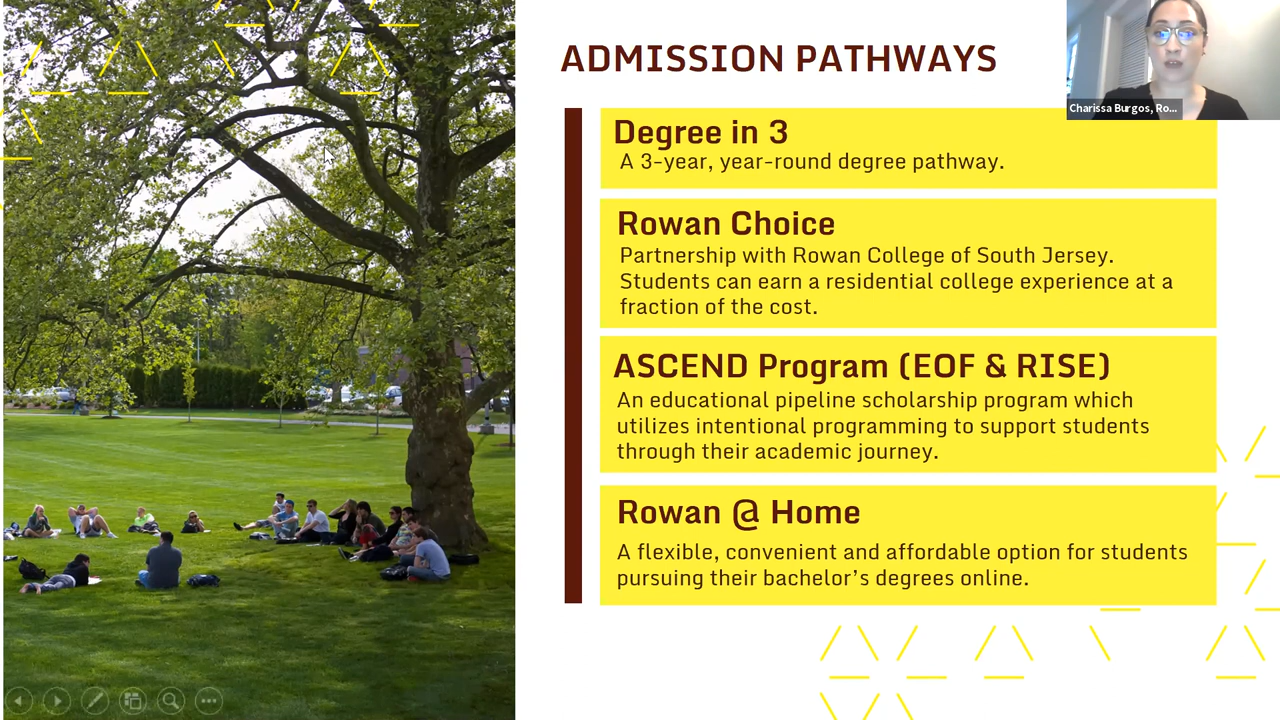 ADMISSION PATHWAYS
Charissa Burgos, Ro...
Degree in 3
A 3-year, year-round degree pathway.
Rowan Choice
Partnership with Rowan College of South Jersey.
Students can earn a residential college experience at a
fraction of the cost.
ASCEND Program (EOF & RISE)
An educational pipeline scholarship program which
utilizes intentional programming to support students
through their academic journey.
Rowan @ Home
A flexible, convenient and affordable option for students
pursuing their bachelor's degrees online.